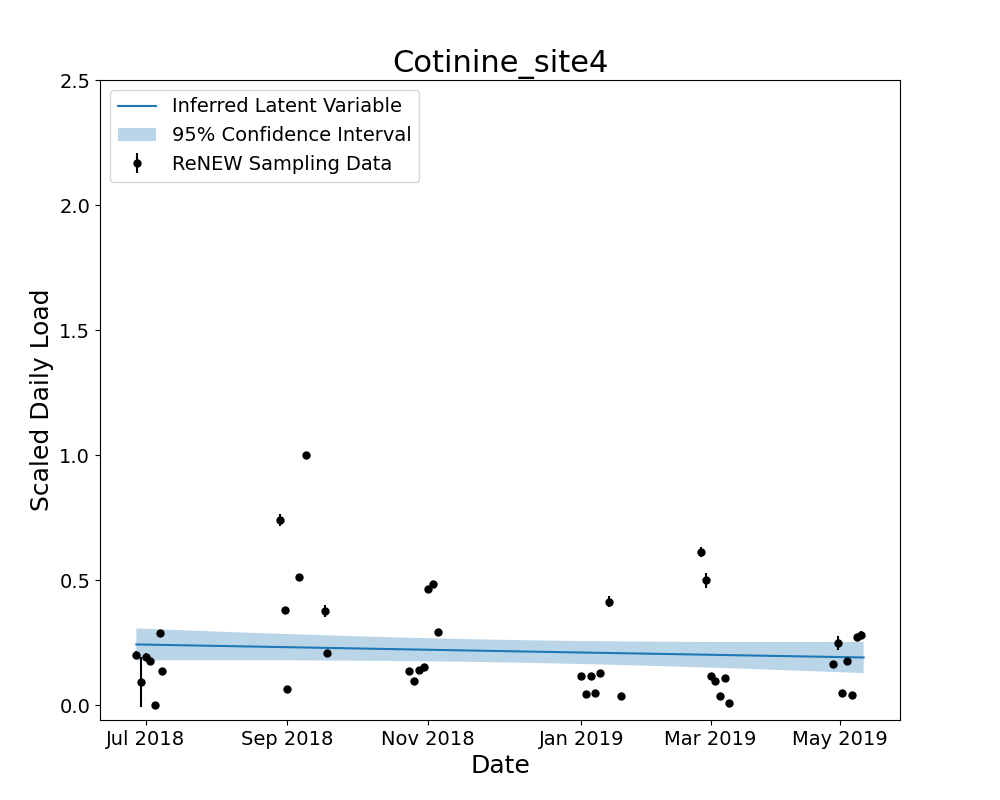 Cotinine_site4
Inferred Latent Variable
95% Confidence Interval
ReNEW Sampling Data
Scaled Daily Load
2.5
2.0
1.5
1.0
0.5
0.0
Jul 2018 Sep 2018 Nov 2018 Jan 2019 Mar 2019 May 2019
Date